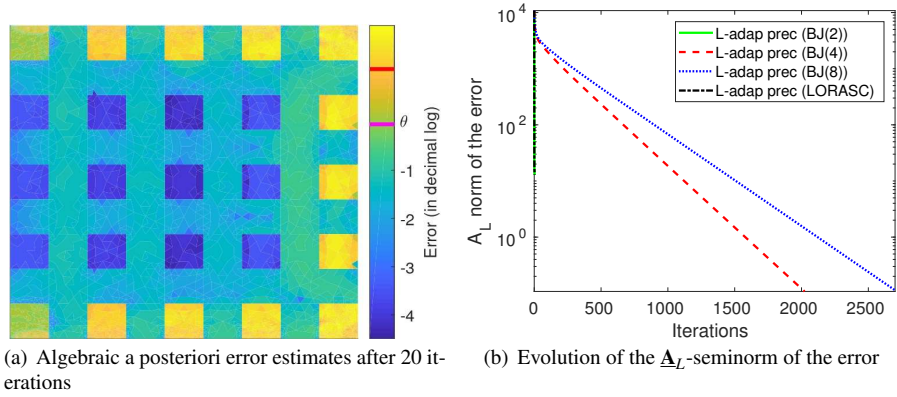 θ
-1
-2
-3
-4
Error (in decimal log)
10^4
10^2
10^0
A_L norm of the error
L-adap prec (BJ(2))
L-adap prec (BJ(4))
L-adap prec (BJ(8))
L-adap prec (LORASC)
0 500 1000 1500 2000 2500
Iterations
(a) Algebraic a posteriori error estimates after 20 it-
erations
(b) Evolution of the A_L-seminorm of the error